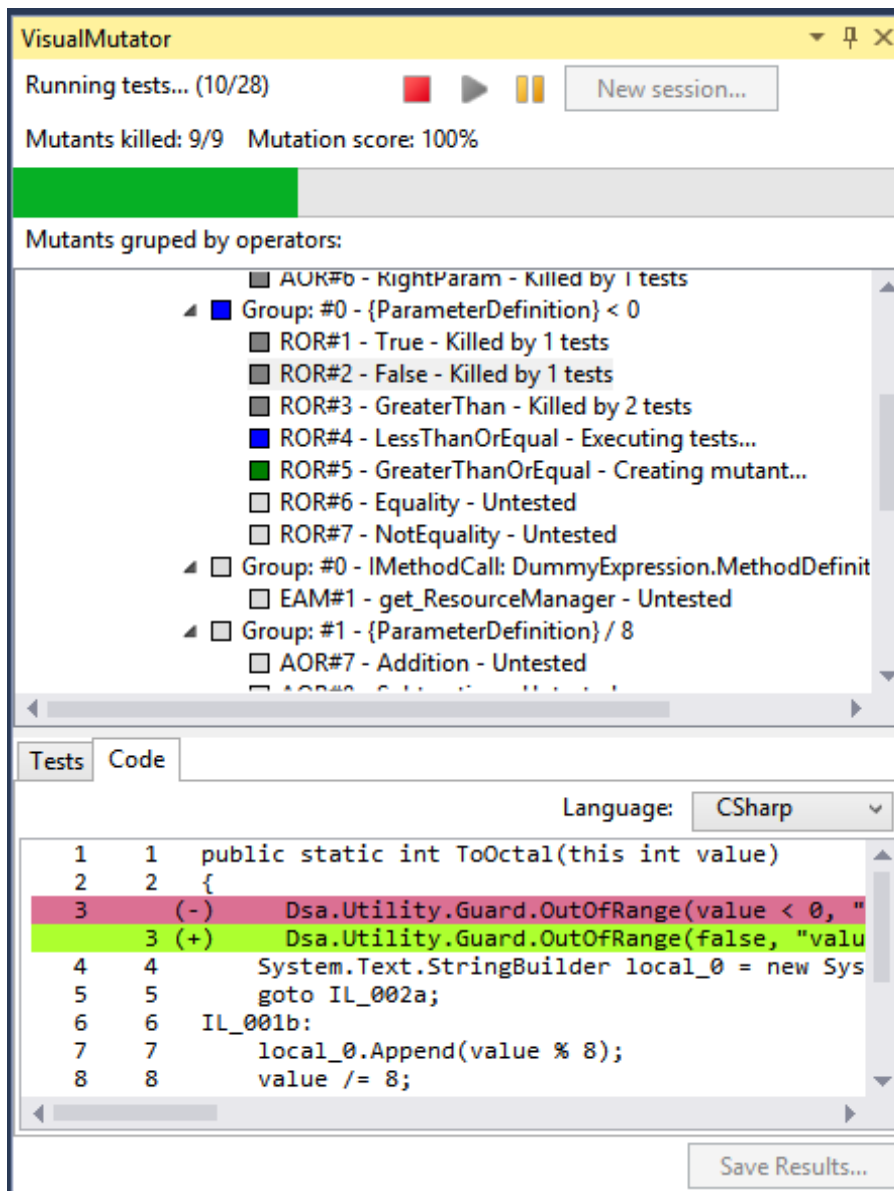 VisualMutator
Running tests... (10/28) New session...
Mutants killed: 9/9 Mutation score: 100%
Mutants gruped by operators:
AOR#6 - RightParam - Killed by 1 tests
Group: #0 - {ParameterDefinition} < 0
ROR#1 - True - Killed by 1 tests
ROR#2 - False - Killed by 1 tests
ROR#3 - GreaterThan - Killed by 2 tests
ROR#4 - LessThanOrEqual - Executing tests...
ROR#5 - GreaterThanOrEqual - Creating mutant...
ROR#6 - Equality - Untested
ROR#7 - NotEquality - Untested
Group: #0 - IMethodCall: DummyExpression.MethodDefinit
EAM#1 - get_ResourceManager - Untested
Group: #1 - {ParameterDefinition} / 8
AOR#7 - Addition - Untested
Tests Code
Language: CSharp
1 1 public static int ToOctal(this int value)
2 2 {
3 (-) Dsa.Utility.Guard.OutOfRange(value < 0, "
3 (+) Dsa.Utility.Guard.OutOfRange(false, "valu
4 4 System.Text.StringBuilder local_0 = new Sys
5 5 goto IL_002a;
6 6 IL_001b:
7 7 local_0.Append(value % 8);
8 8 value /= 8;
Save Results...